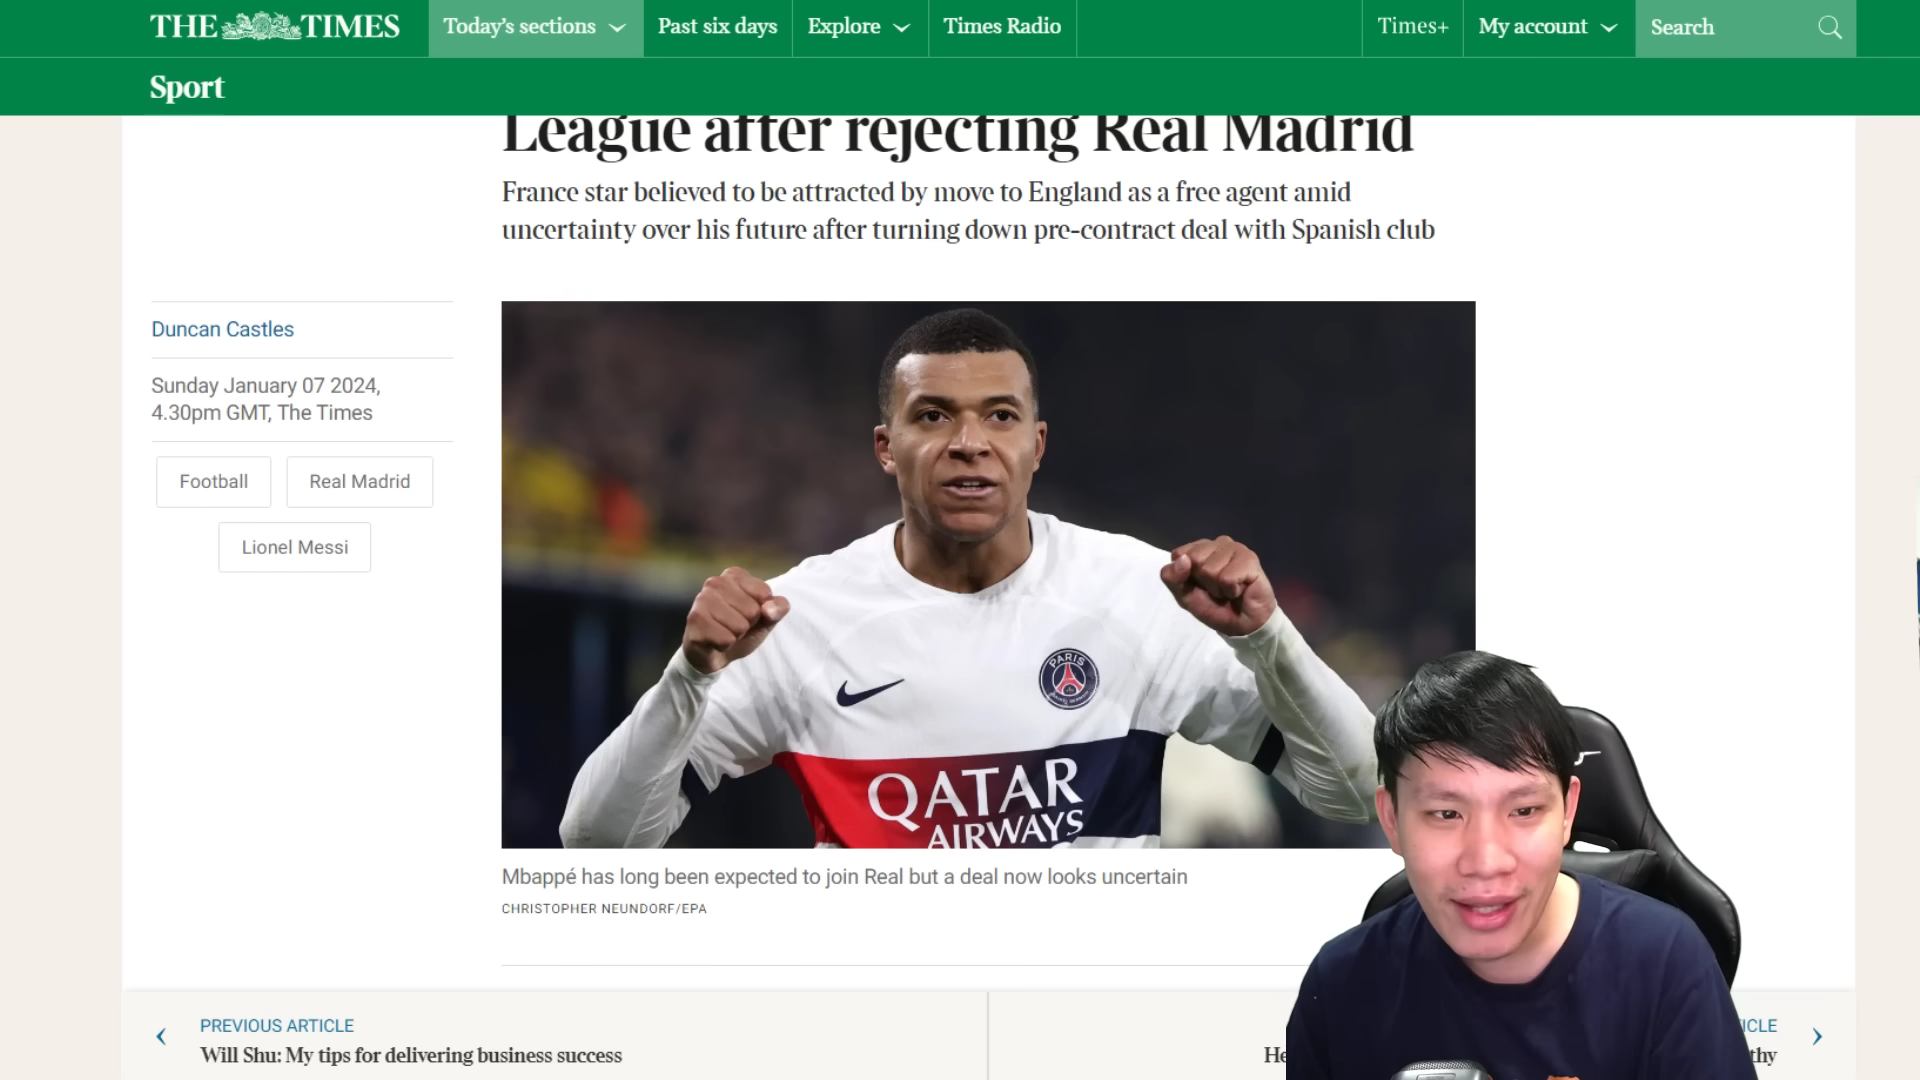 THE TIMES
Today's sections
Past six days
Explore
Times Radio
Times+
My account
Search
Sport
League after rejecting Real Madrid
France star believed to be attracted by move to England as a free agent amid
uncertainty over his future after turning down pre-contract deal with Spanish club
Duncan Castles
Sunday January 07 2024,
4.30pm GMT, The Times
Football
Real Madrid
Lionel Messi
PARIS
QATAR
AIRWAYS
Mbappé has long been expected to join Real but a deal now looks uncertain
CHRISTOPHER NEUNDORF/EPA
PREVIOUS ARTICLE
Will Shu: My tips for delivering business success